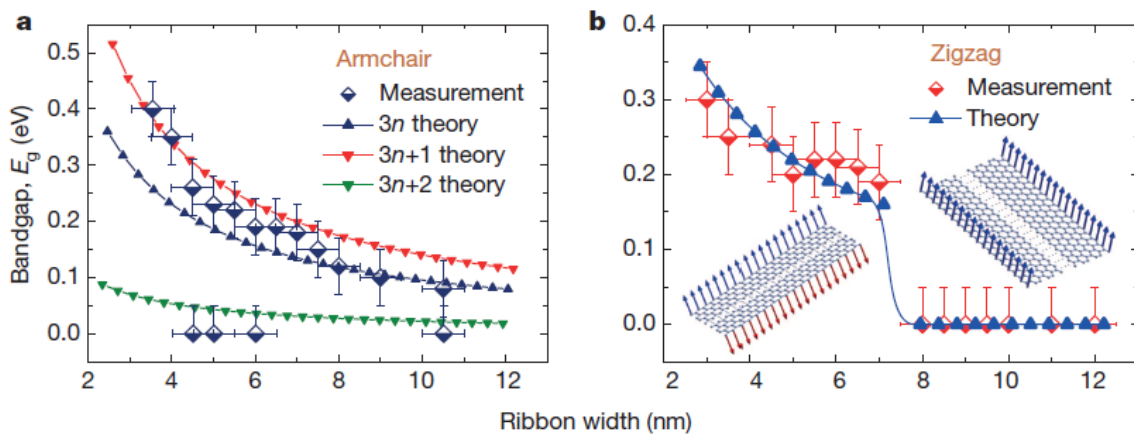 a
Armchair
Measurement
3n theory
3n+1 theory
3n+2 theory
Bandgap, Eg (eV)
0.5
0.4
0.3
0.2
0.1
0.0
2 4 6 8 10 12
b
Zigzag
Measurement
Theory
0.4
0.3
0.2
0.1
0.0
2 4 6 8 10 12
Ribbon width (nm)